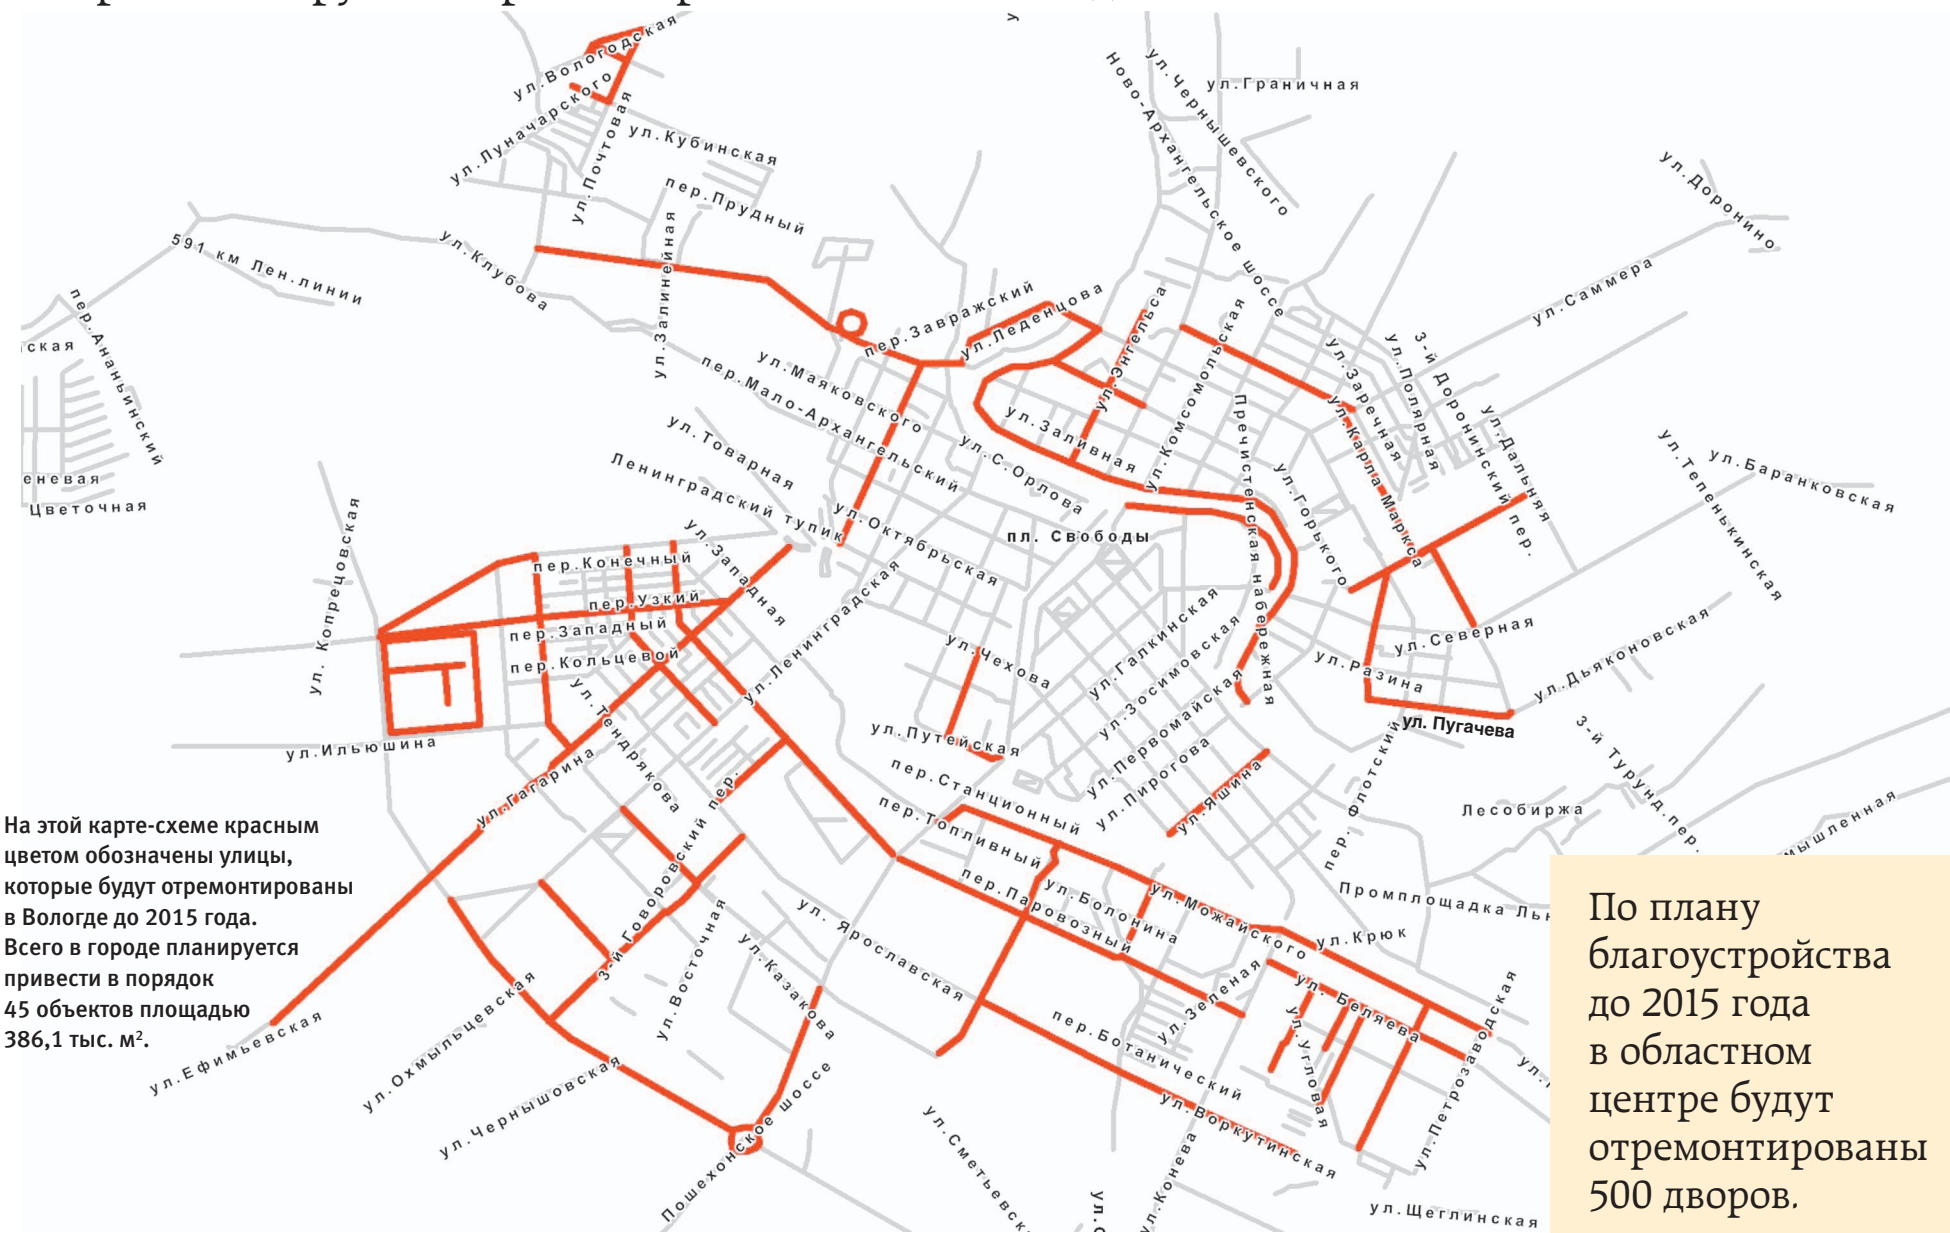 ул.Вологодская
ул.Луначарского
ул.Почтовая
ул.Кубинская
пер.Прудный
ул.Залинейная
591 км Лен.линии
ул.Клубова
пер.Ананьинский
Цветочная
ул. Копрецовская
Ново-Архангельское шоссе
ул.Чернышевского
ул.Граничная
ул.Доронино
ул.Саммера
пер.Завражский
ул.Леденцова
ул.Энгельса
ул.Комсомольская
ул.Маяковского
пер.Мало-Архангельский
ул.Товарная
Ленинградский тупик
ул.С.Орлова
ул.Заливная
ул.Октябрьская
пл. Свободы
Пречистенская набережная
ул.Горького
ул.Карла Маркса
ул.Заречная
ул.Полярная
3-й Доронинский пер.
ул.Дальняя
ул.Тепенькинская
ул.Баранковская
ул.Западная
пер.Конечный
пер.Узкий
пер.Западный
пер.Кольцевой
ул.Ленинградская
ул.Чехова
ул.Галкинская
ул.Зосимовская
ул.Первомайская
ул.Пирогова
ул.Яшина
ул.Разина
ул.Северная
ул.Дьяконовская
ул. Пугачева
пер. Флотский
3-й Турунд.пер.
Лесобиржа
ул.Ильюшина
ул.Гагарина
ул.Тендрякова
ул.Путейская
пер.Станционный
пер.Топливный
пер.Паровозный
ул.Болонина
ул.Можайского
ул.Крюк
3-й Говоровский пер.
ул.Восточная
ул.Казакова
ул. Ярославская
ул.Зеленая
ул. Беляева
ул.Угловая
ул.Петрозаводская
пер.Ботанический
ул.Воркутинская
ул.Конева
ул.Щеглинская
ул.Ефимьевская
ул.Охмыльцевская
ул.Чернышовская
Пошехонское шоссе
На этой карте-схеме красным
цветом обозначены улицы,
которые будут отремонтированы
в Вологде до 2015 года.
Всего в городе планируется
привести в порядок
45 объектов площадью
386,1 тыс. м².
По плану
благоустройства
до 2015 года
в областном
центре будут
отремонтированы
500 дворов.